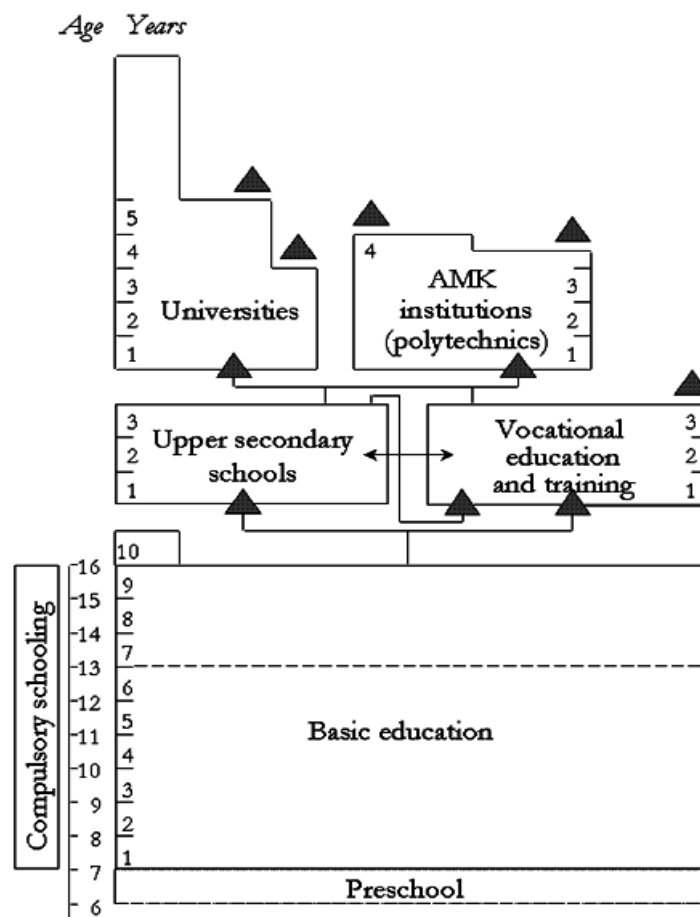 Age Years
5
4
3
2
1
Universities
4
AMK
institutions
(polytechnics)
3
2
1
3
2
1
Upper secondary
schools
Vocational
education
and training
3
2
1
Compulsory schooling
10
16
9
15
8
14
7
13
6
12
5
11
4
10
3
9
2
8
1
7
6
Basic education
Preschool